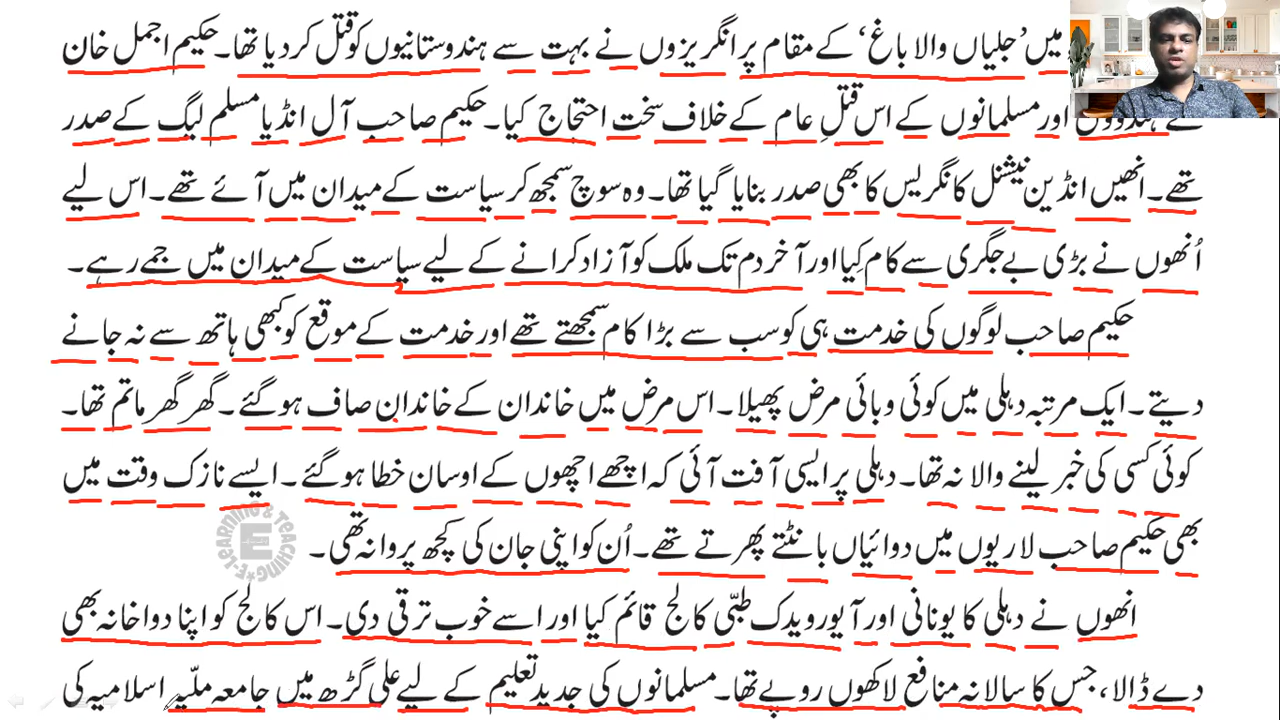 میں ’جلیاں والا باغ‘ کے مقام پر انگریزوں نے بہت سے ہندوستانیوں کو قتل کر دیا تھا۔ حکیم اجمل خان
نے ہندوؤں اور مسلمانوں کے اس قتلِ عام کے خلاف سخت احتجاج کیا۔ حکیم صاحب آل انڈیا مسلم لیگ کے صدر
تھے۔ انھیں انڈین نیشنل کانگریس کا بھی صدر بنایا گیا تھا۔ وہ سوچ سمجھ کر سیاست کے میدان میں آئے تھے۔ اس لیے
اُنھوں نے بڑی بے جگری سے کام کِیا اور آخر دم تک ملک کو آزاد کرانے کے لیے سیاست کے میدان میں جمے رہے۔
حکیم صاحب لوگوں کی خدمت ہی کو سب سے بڑا کام سمجھتے تھے اور خدمت کے موقع کو کبھی ہاتھ سے نہ جانے
دیتے۔ ایک مرتبہ دہلی میں کوئی وبائی مرض پھیلا۔ اس مرض میں خاندان کے خاندان صاف ہو گئے۔ گھر گھر ماتم تھا۔
کوئی کسی کی خبر لینے والا نہ تھا۔ دہلی پر ایسی آفت آئی کہ اچھے اچھوں کے اوسان خطا ہو گئے۔ ایسے نازک وقت میں
بھی حکیم صاحب لاریوں میں دوائیاں بانٹتے پھرتے تھے۔ اُن کو اپنی جان کی کچھ پروا نہ تھی۔
انھوں نے دہلی کا یونانی اور آیورویدک طبّی کالج قائم کیا اور اسے خوب ترقی دی۔ اس کالج کو اپنا دواخانہ بھی
دے ڈالا، جس کا سالانہ منافع لاکھوں روپے تھا۔ مسلمانوں کی جدید تعلیم کے لیے علی گڑھ میں جامعہ ملّیہ اسلامیہ کی
E-LEARNING & TEACHING
E